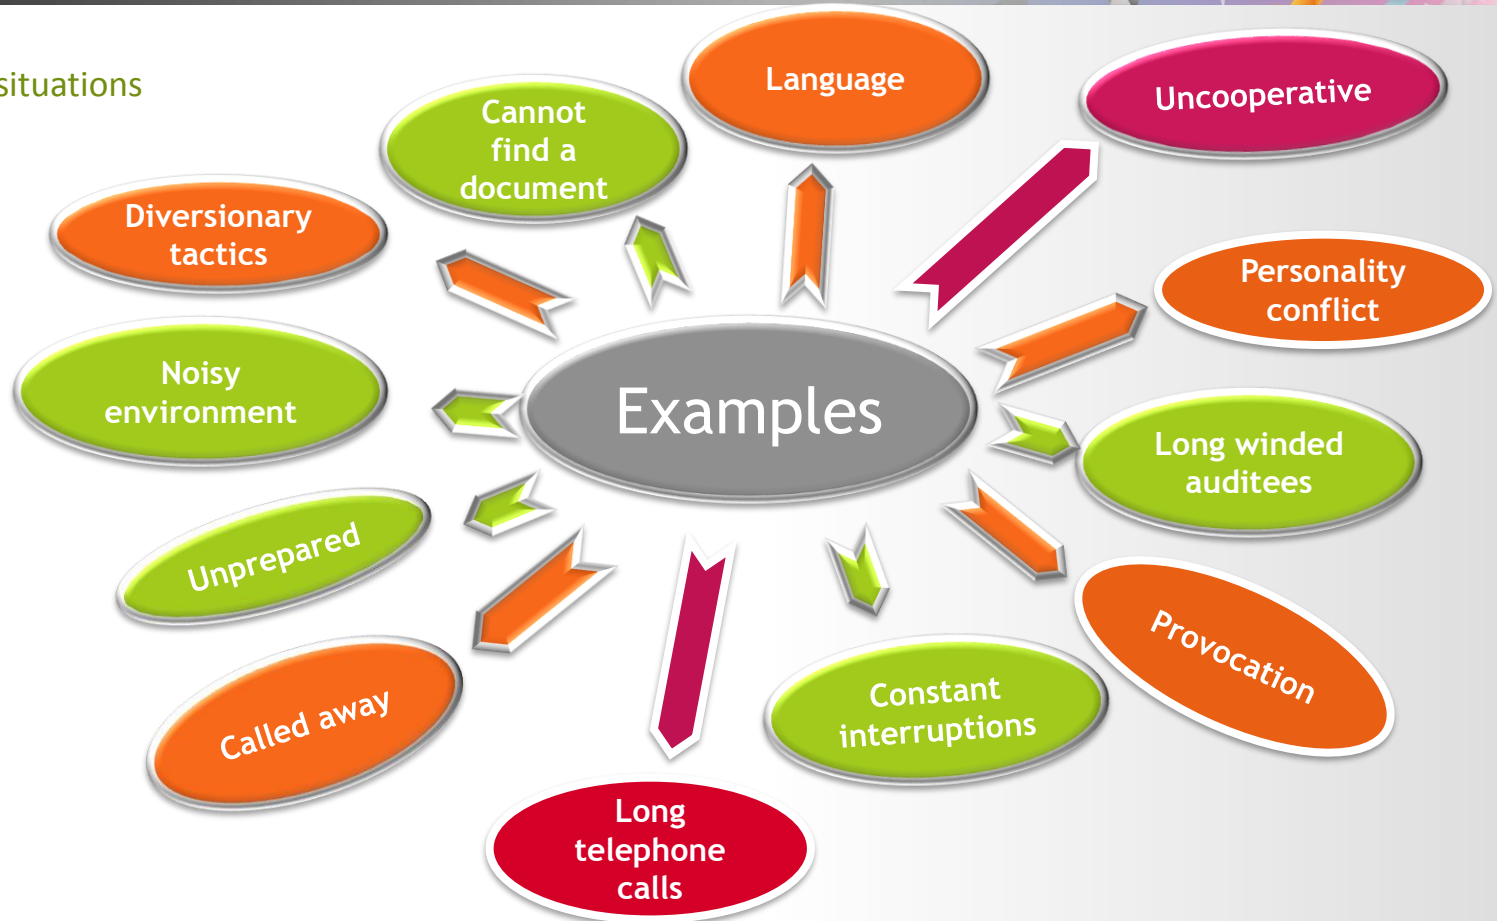 situations
Language
Uncooperative
Cannot
find a
document
Diversionary
tactics
Personality
conflict
Noisy
environment
Examples
Long winded
auditees
Unprepared
Provocation
Called away
Constant
interruptions
Long
telephone
calls